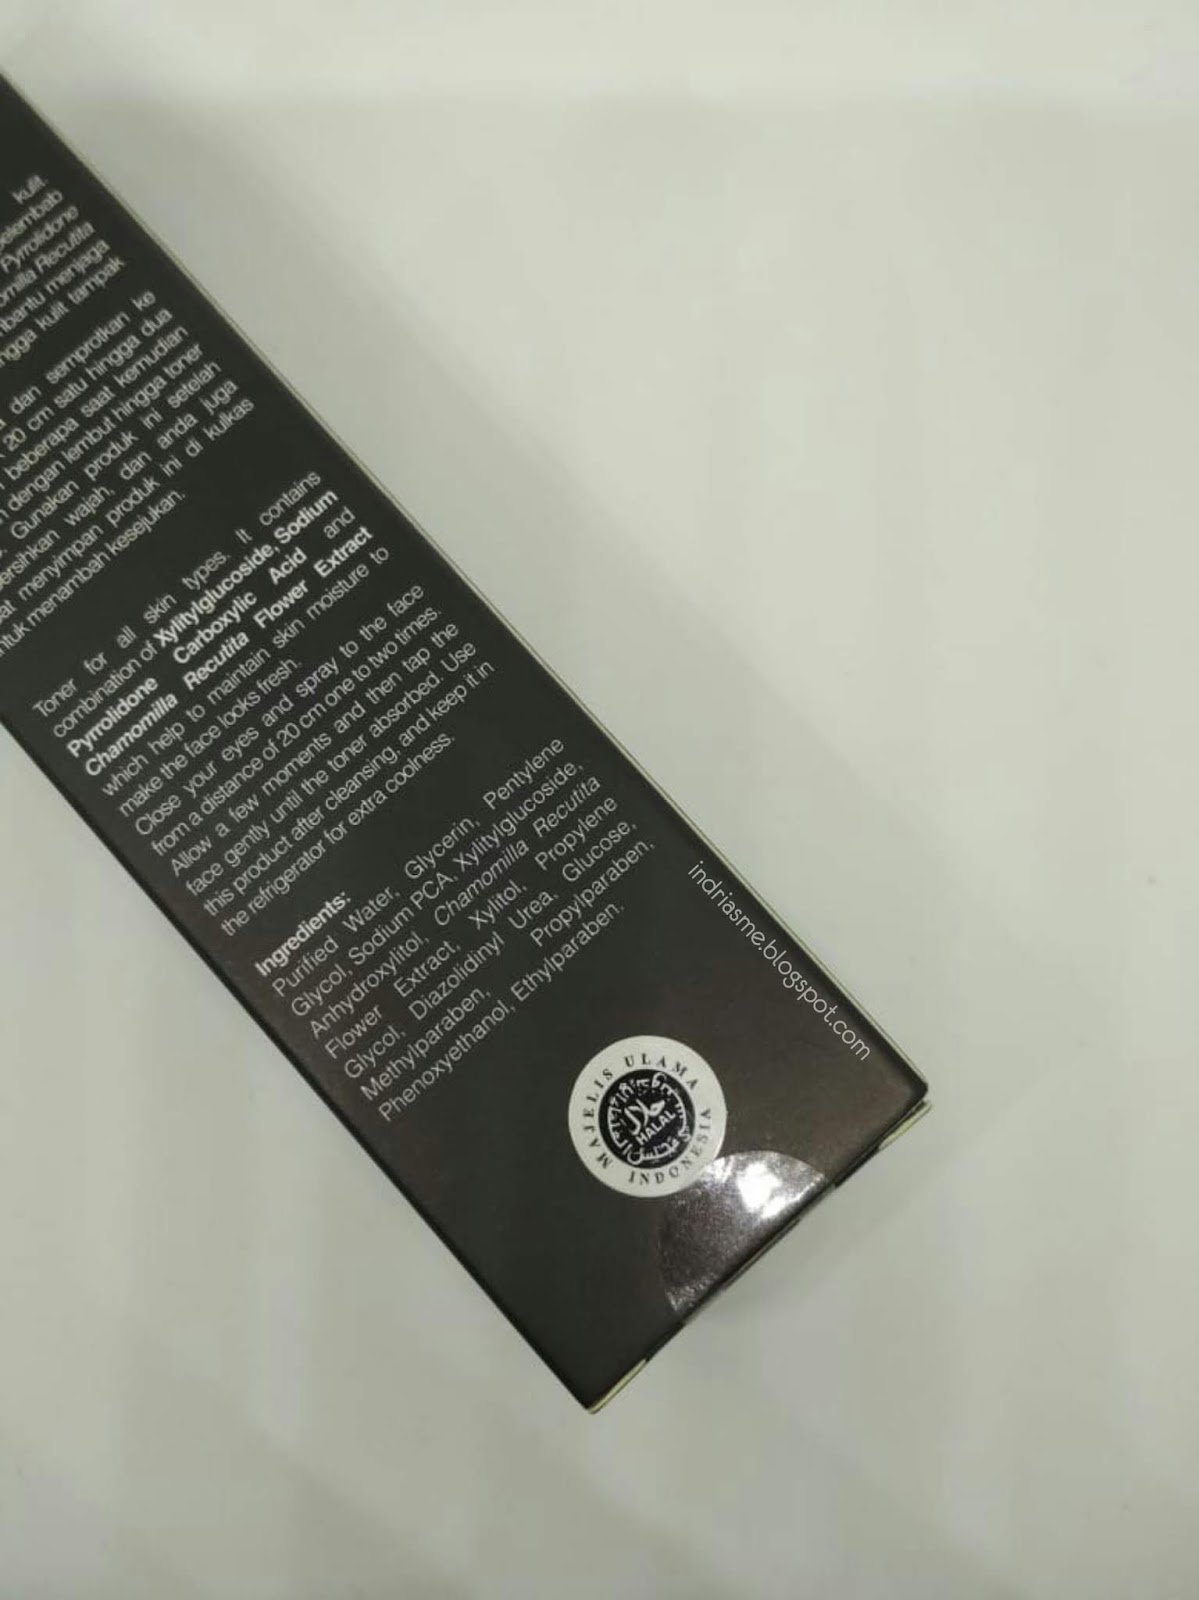 kulit.
Pyrrolidone
Recutita
menjaga
kulit tampak
dan semprotkan ke
20 cm satu hingga dua
beberapa saat kemudian
dengan lembut hingga toner
Gunakan produk ini setelah
wajah, dan anda juga
menyimpan produk ini di kulkas
menambah kesejukan.
Toner for all skin types. It contains
combination of Xylitylglucoside, Sodium
Pyrrolidone Carboxylic Acid and
Chamomilla Recutita Flower Extract
which help to maintain skin moisture to
make the face looks fresh.
Close your eyes and spray to the face
from a distance of 20 cm one to two times.
Allow a few moments and then tap the
face gently until the toner absorbed. Use
this product after cleansing, and keep it in
the refrigerator for extra coolness.
Ingredients:
Purified Water, Glycerin, Pentylene
Glycol, Sodium PCA, Xylitylglucoside,
Anhydroxylitol, Chamomilla Recutita
Flower Extract, Xylitol, Propylene
Glycol, Diazolidinyl Urea, Glucose,
Methylparaben, Propylparaben,
Phenoxyethanol, Ethylparaben.
indriasme.blogspot.com
MAJELIS ULAMA INDONESIA
حلال
HALAL